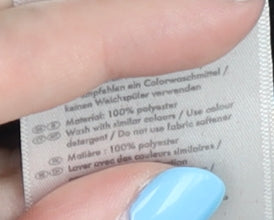 empfehlen ein Colorwaschmittel /
keinen Weichspüler verwenden
Material: 100% polyester
Wash with similar colours / Use colour
detergent / Do not use fabric softener
Matière : 100% polyester
Laver avec des couleurs similaires /